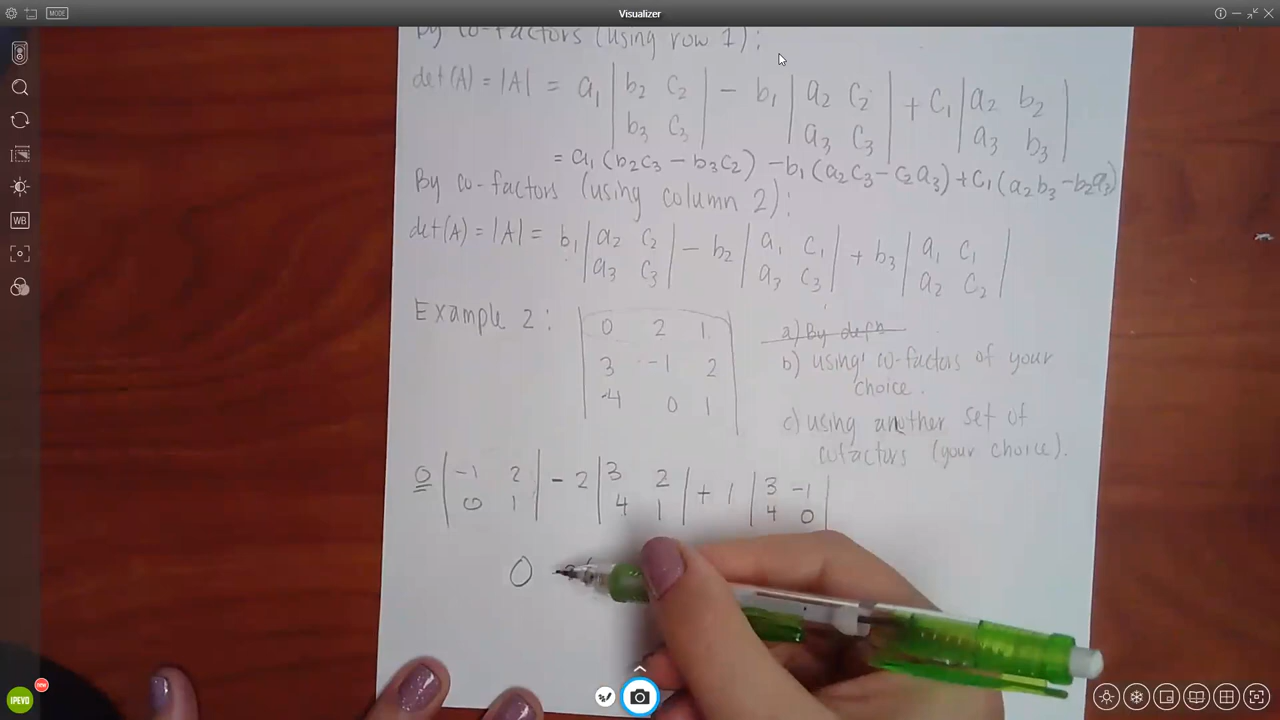 Visualizer
MODE
By co-factors (using row 1):
det(A) = |A| = a₁ | b₂ c₂ | − b₁ | a₂ c₂ | + c₁ | a₂ b₂ |
| b₃ c₃ | | a₃ c₃ | | a₃ b₃ |
= a₁(b₂c₃ − b₃c₂) − b₁(a₂c₃ − c₂a₃) + c₁(a₂b₃ − b₂a₃)
By co-factors (using column 2):
det(A) = |A| = b₁ | a₂ c₂ | − b₂ | a₁ c₁ | + b₃ | a₁ c₁ |
| a₃ c₃ | | a₃ c₃ | | a₂ c₂ |
Example 2: | 0 2 1 |
| 3 -1 2 |
| -4 0 1 |
a) By defn
b) using co-factors of your
choice.
c) using another set of
cofactors (your choice).
0 | -1 2 | − 2 | 3 2 | + 1 | 3 -1 |
| 0 1 | | 4 1 | | 4 0 |
0
WB
IPEVO
new